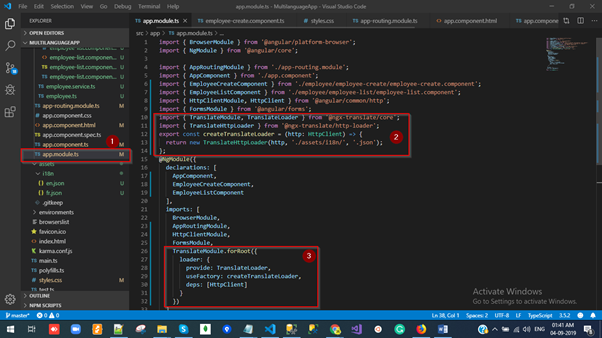 File Edit Selection View Go Debug Terminal Help
app.module.ts - MultilanguageApp - Visual Studio Code
EXPLORER
OPEN EDITORS
MULTILANGUAGEAPP
employee-list.componen...
employee-list.componen...
employee-list.componen...
employee.service.ts U
employee.ts U
app-routing.module.ts M
app.component.css
app.component.html M
app.component.spec.ts
app.component.ts M
app.module.ts M
assets
i18n
en.json U
fr.json U
.gitkeep
environments
browserslist
favicon.ico
index.html
karma.conf.js
main.ts
polyfills.ts
styles.css M
test.ts
OUTLINE
NPM SCRIPTS
1
app.module.ts
employee-create.component.ts
styles.css
app-routing.module.ts
app.component.html
app.compone
src > app > app.module.ts > ...
1 import { BrowserModule } from '@angular/platform-browser';
2 import { NgModule } from '@angular/core';
3
4 import { AppRoutingModule } from './app-routing.module';
5 import { AppComponent } from './app.component';
6 import { EmployeeCreateComponent } from './employee/employee-create/employee-create.component';
7 import { EmployeeListComponent } from './employee/employee-list/employee-list.component';
8 import { HttpClientModule, HttpClient } from '@angular/common/http';
9 import { FormsModule } from '@angular/forms';
10 import { TranslateModule, TranslateLoader } from '@ngx-translate/core';
11 import { TranslateHttpLoader } from '@ngx-translate/http-loader';
12 export const createTranslateLoader = (http: HttpClient) => {
13 return new TranslateHttpLoader(http, './assets/i18n/', '.json');
14 };
2
15 @NgModule({
16 declarations: [
17 AppComponent,
18 EmployeeCreateComponent,
19 EmployeeListComponent
20 ],
21 imports: [
22 BrowserModule,
23 AppRoutingModule,
24 HttpClientModule,
25 FormsModule,
26 TranslateModule.forRoot({
27 loader: {
28 provide: TranslateLoader,
29 useFactory: createTranslateLoader,
30 deps: [HttpClient]
31 }
32 })
3
Activate Windows
Go to Settings to activate Windows.
master* 0 0
Ln 38, Col 1 Spaces: 2 UTF-8 LF TypeScript 3.5.2
ENG
01:41 AM
04-09-2019